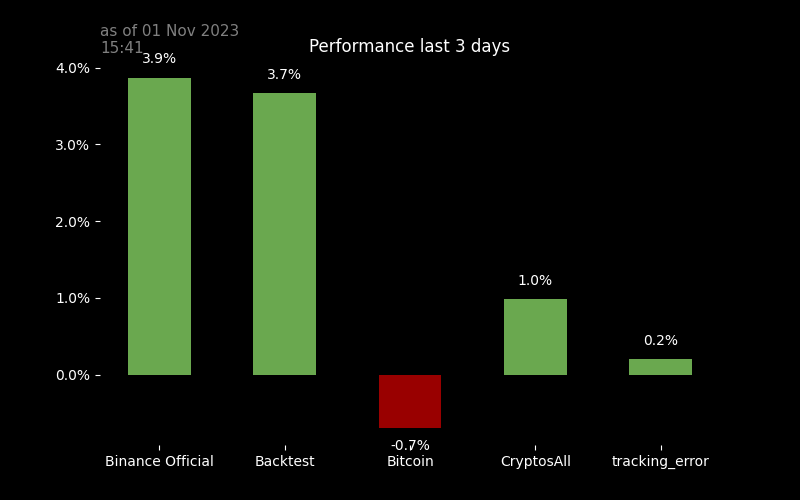 as of 01 Nov 2023
15:41
Performance last 3 days
4.0%
3.0%
2.0%
1.0%
0.0%
3.9%
3.7%
-0.7%
1.0%
0.2%
Binance Official
Backtest
Bitcoin
CryptosAll
tracking_error